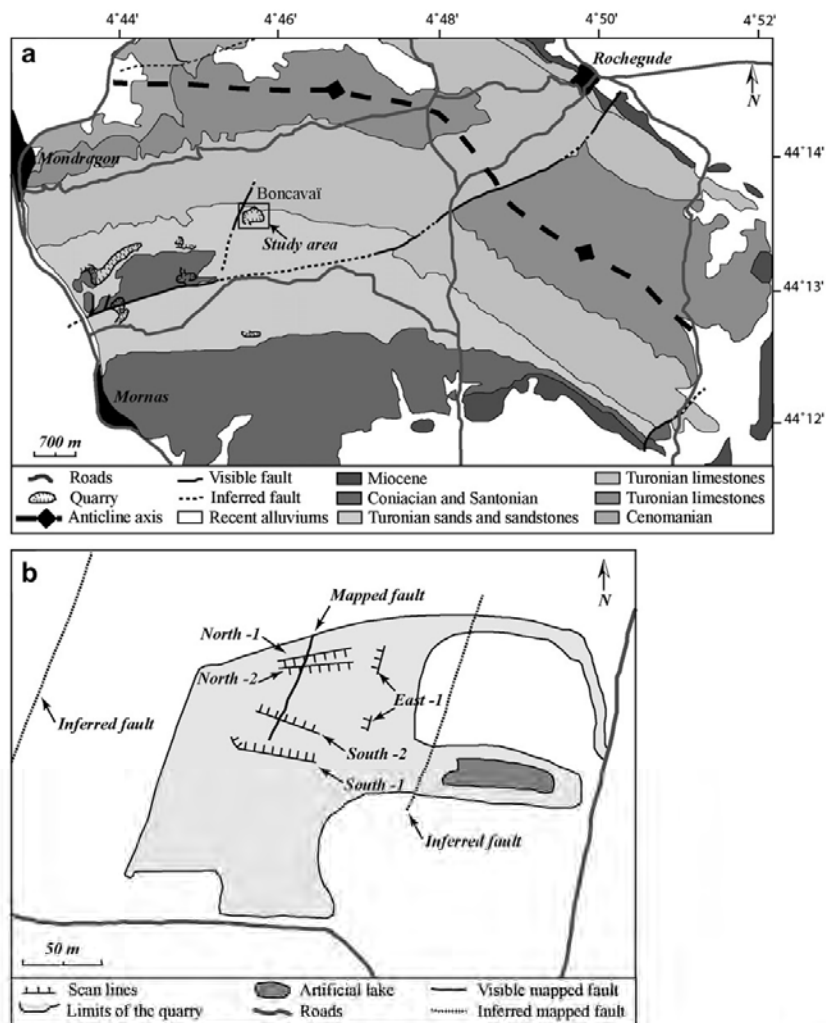 4°44' 4°46' 4°48' 4°50' 4°52'
a
Rochegude
N
Mondragon
44°14'
Boncavaï
Study area
44°13'
Mornas
44°12'
700 m
Roads Visible fault Miocene Turonian limestones
Quarry Inferred fault Coniacian and Santonian Turonian limestones
Anticline axis Recent alluviums Turonian sands and sandstones Cenomanian
b
Mapped fault
N
North -1
North -2
East -1
Inferred fault
South -2
South -1
Inferred fault
50 m
Scan lines Artificial lake Visible mapped fault
Limits of the quarry Roads Inferred mapped fault